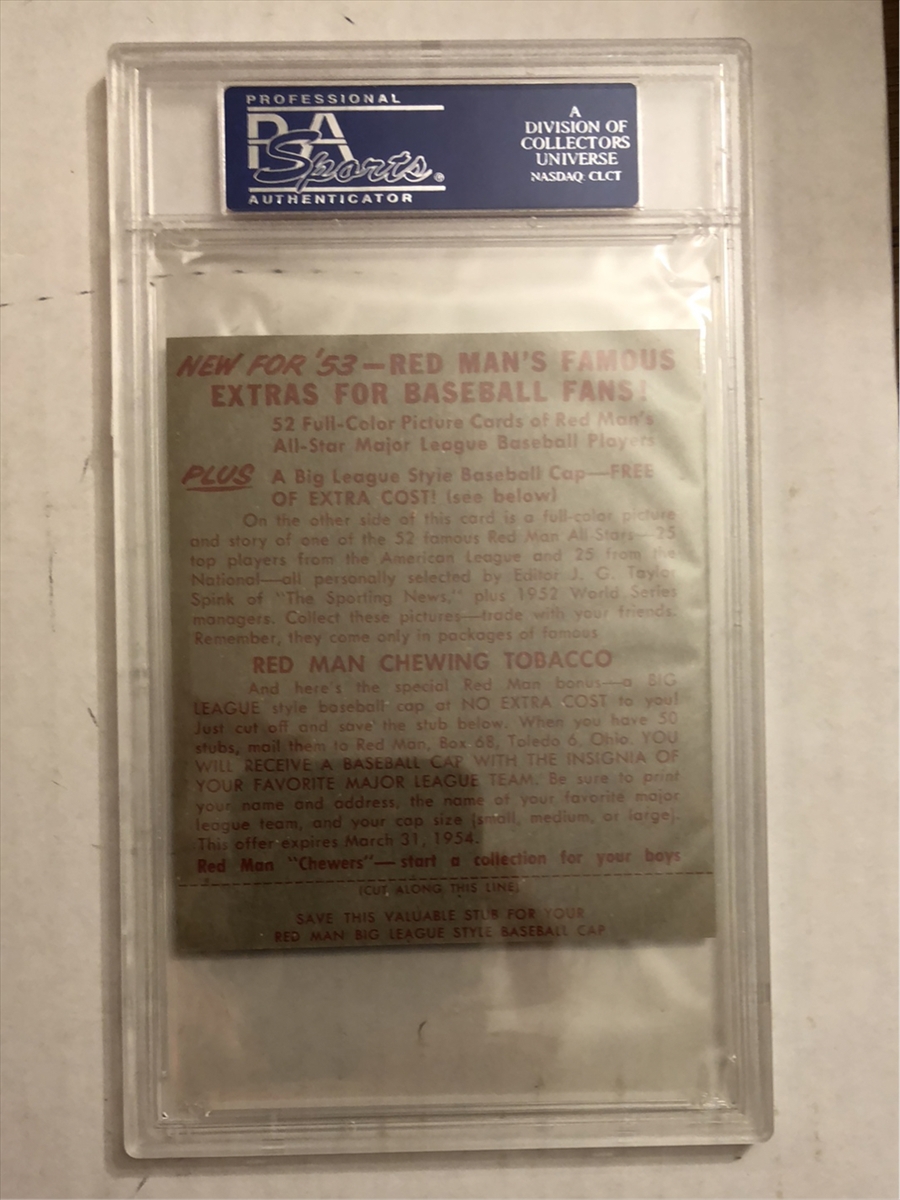 PROFESSIONAL
PSA
Sports
AUTHENTICATOR
A
DIVISION OF
COLLECTORS
UNIVERSE
NASDAQ: CLCT
NEW FOR '53—RED MAN'S FAMOUS
EXTRAS FOR BASEBALL FANS!
52 Full-Color Picture Cards of Red Man's
All-Star Major League Baseball Players
PLUS A Big League Style Baseball Cap—FREE
OF EXTRA COST! (see below)
On the other side of this card is a full-color picture
and story of one of the 52 famous Red Man All-Stars—25
top players from the American League and 25 from the
National—all personally selected by Editor J. G. Taylor
Spink of "The Sporting News," plus 1952 World Series
managers. Collect these pictures—trade with your friends.
Remember, they come only in packages of famous
RED MAN CHEWING TOBACCO
And here's the special Red Man bonus—a BIG
LEAGUE style baseball cap at NO EXTRA COST to you!
Just cut off and save the stub below. When you have 50
stubs, mail them to Red Man, Box 68, Toledo 6, Ohio. YOU
WILL RECEIVE A BASEBALL CAP WITH THE INSIGNIA OF
YOUR FAVORITE MAJOR LEAGUE TEAM. Be sure to print
your name and address, the name of your favorite major
league team, and your cap size (small, medium, or large).
This offer expires March 31, 1954.
Red Man "Chewers"—start a collection for your boys
(CUT ALONG THIS LINE)
SAVE THIS VALUABLE STUB FOR YOUR
RED MAN BIG LEAGUE STYLE BASEBALL CAP